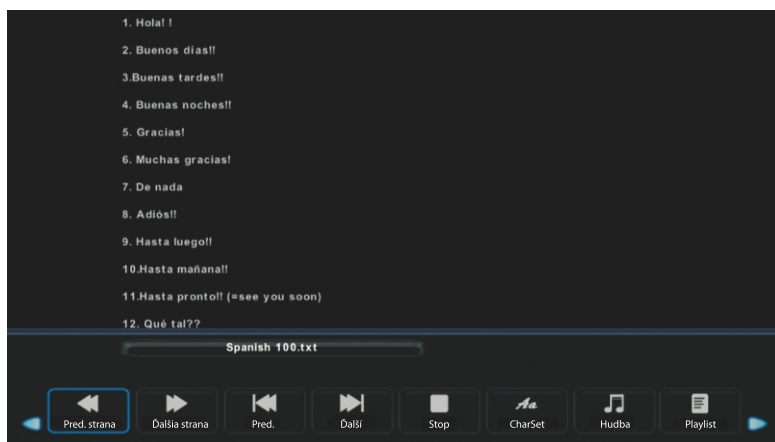 1. Hola! !
2. Buenos días!!
3.Buenas tardes!!
4. Buenas noches!!
5. Gracias!
6. Muchas gracias!
7. De nada
8. Adiós!!
9. Hasta luego!!
10.Hasta mañana!!
11.Hasta pronto!! (=see you soon)
12. Qué tal??
Spanish 100.txt
Pred. strana Ďalšia strana Pred. Ďalší Stop Aa CharSet Hudba Playlist